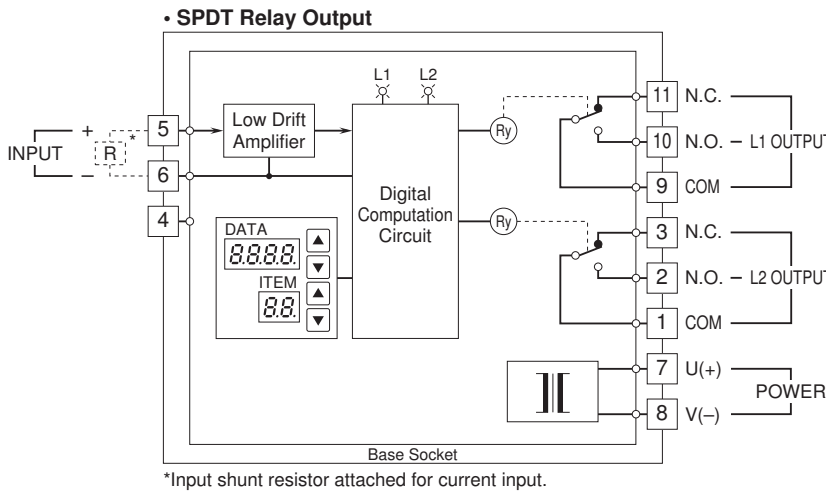 • SPDT Relay Output
L1
L2
11
N.C.
5
Low Drift
Amplifier
Ry
10
N.O.
L1 OUTPUT
INPUT
+
–
R
*
6
9
COM
4
Digital
Computation
Circuit
DATA
8.8.8.8.
ITEM
8.8.
Ry
3
N.C.
2
N.O.
L2 OUTPUT
1
COM
7
U(+)
POWER
8
V(–)
Base Socket
*Input shunt resistor attached for current input.